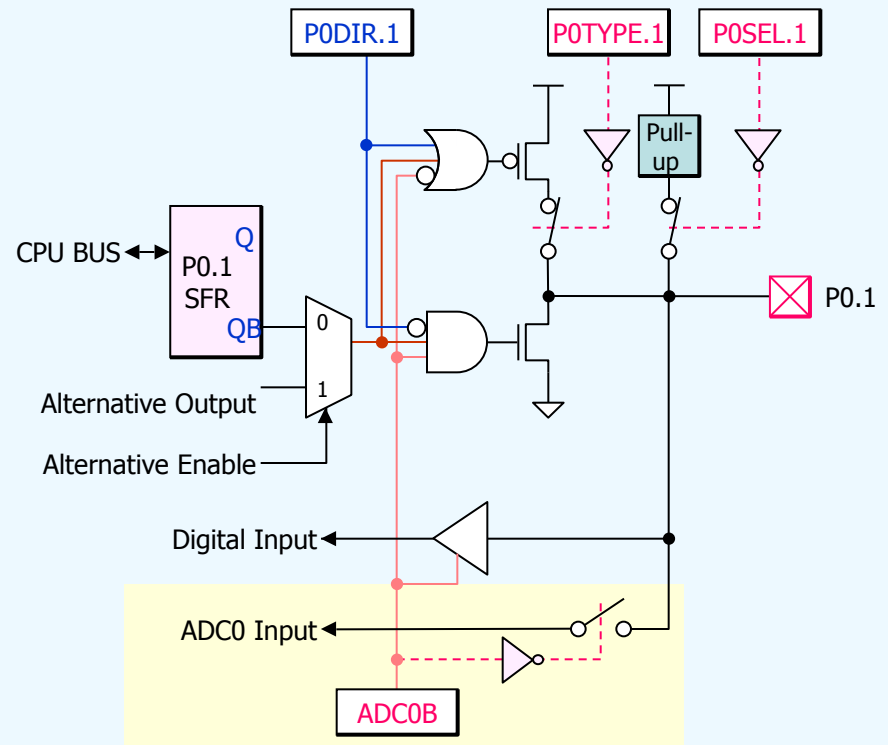 P0DIR.1
P0TYPE.1
P0SEL.1
Pull-
up
CPU BUS
Q
P0.1
SFR
QB
0
1
P0.1
Alternative Output
Alternative Enable
Digital Input
ADC0 Input
ADC0B